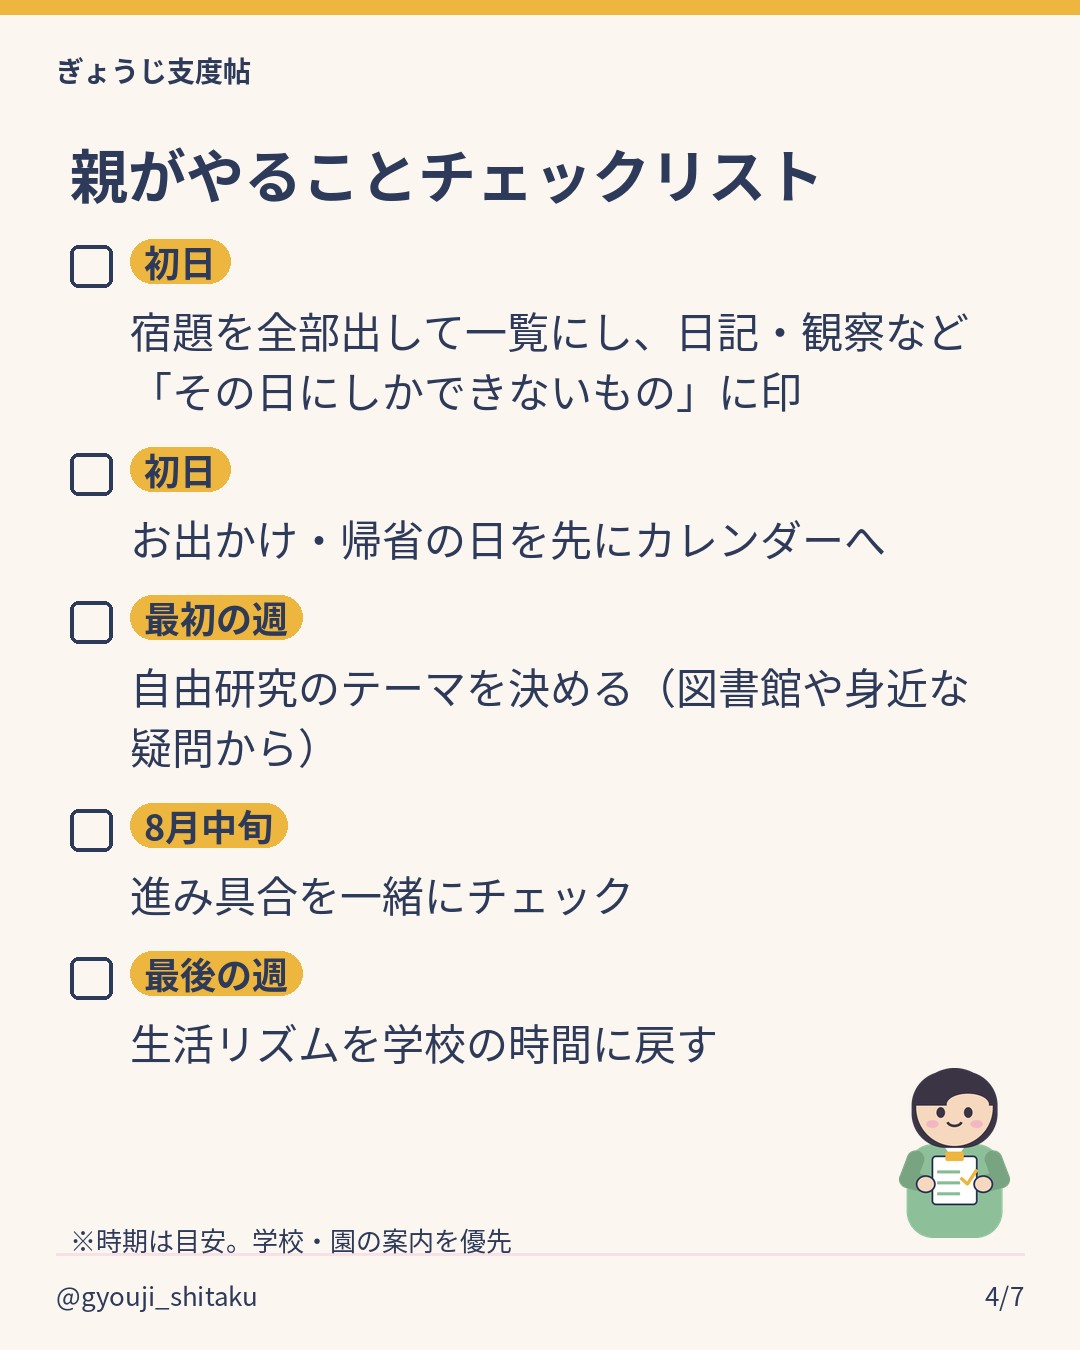 ぎょうじ支度帖
親がやることチェックリスト
初日
宿題を全部出して一覧にし、日記・観察など
「その日にしかできないもの」に印
初日
お出かけ・帰省の日を先にカレンダーへ
最初の週
自由研究のテーマを決める（図書館や身近な
疑問から）
8月中旬
進み具合を一緒にチェック
最後の週
生活リズムを学校の時間に戻す
※時期は目安。学校・園の案内を優先
@gyouji_shitaku
4/7